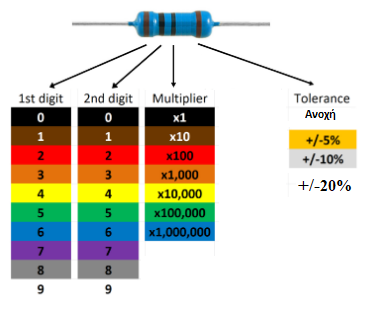 1st digit 2nd digit Multiplier Tolerance
Ανοχή
0 0 x1
1 1 x10 +/-5%
2 2 x100 +/-10%
3 3 x1,000 +/-20%
4 4 x10,000
5 5 x100,000
6 6 x1,000,000
7 7
8 8
9 9